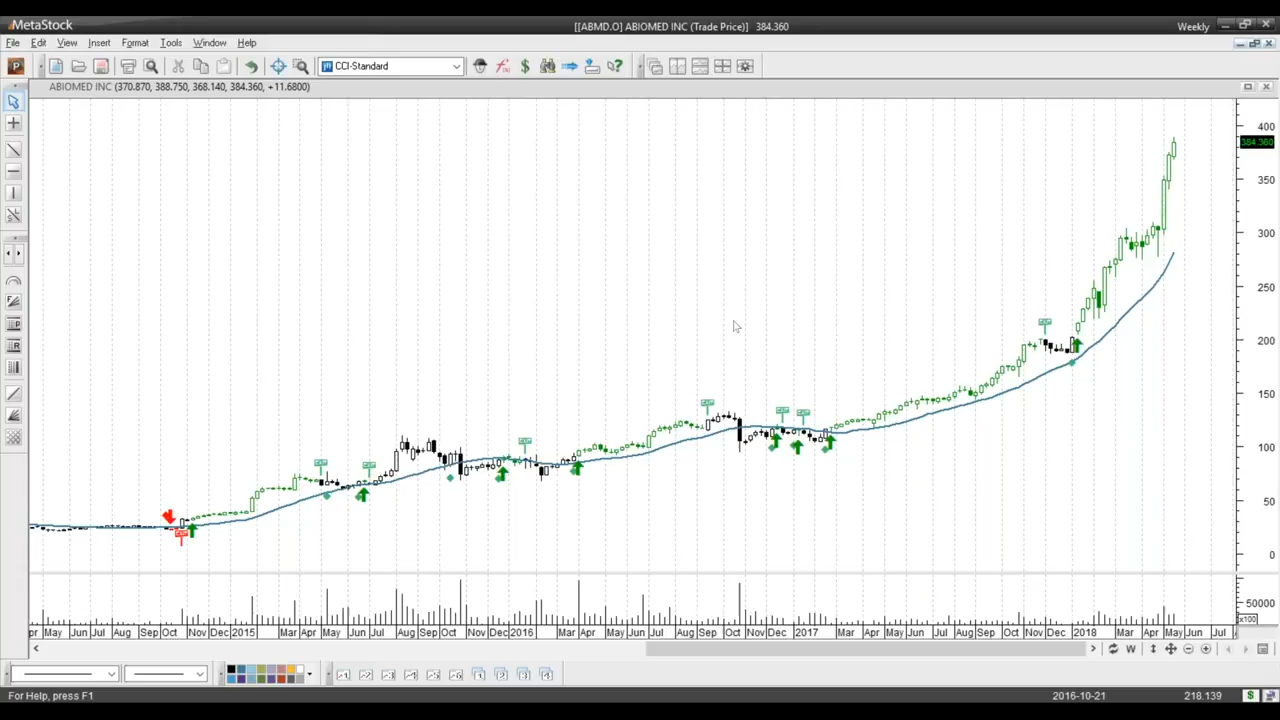 MetaStock
[[ABMD.O] ABIOMED INC (Trade Price)] 384.360
Weekly
File Edit View Insert Format Tools Window Help
CCI-Standard
ABIOMED INC (370.870, 388.750, 368.140, 384.360, +11.6800)
400
384.360
350
300
250
200
150
100
50
0
50000
x100
May Jun Jul Aug Sep Oct Nov Dec 2015 Mar Apr May Jun Jul Aug Sep Oct Nov Dec 2016 Mar Apr May Jun Jul Aug Sep Oct Nov Dec 2017 Mar Apr May Jun Jul Aug Sep Oct Nov Dec 2018 Mar Apr May Jun Jul
W
For Help, press F1
2016-10-21
218.139